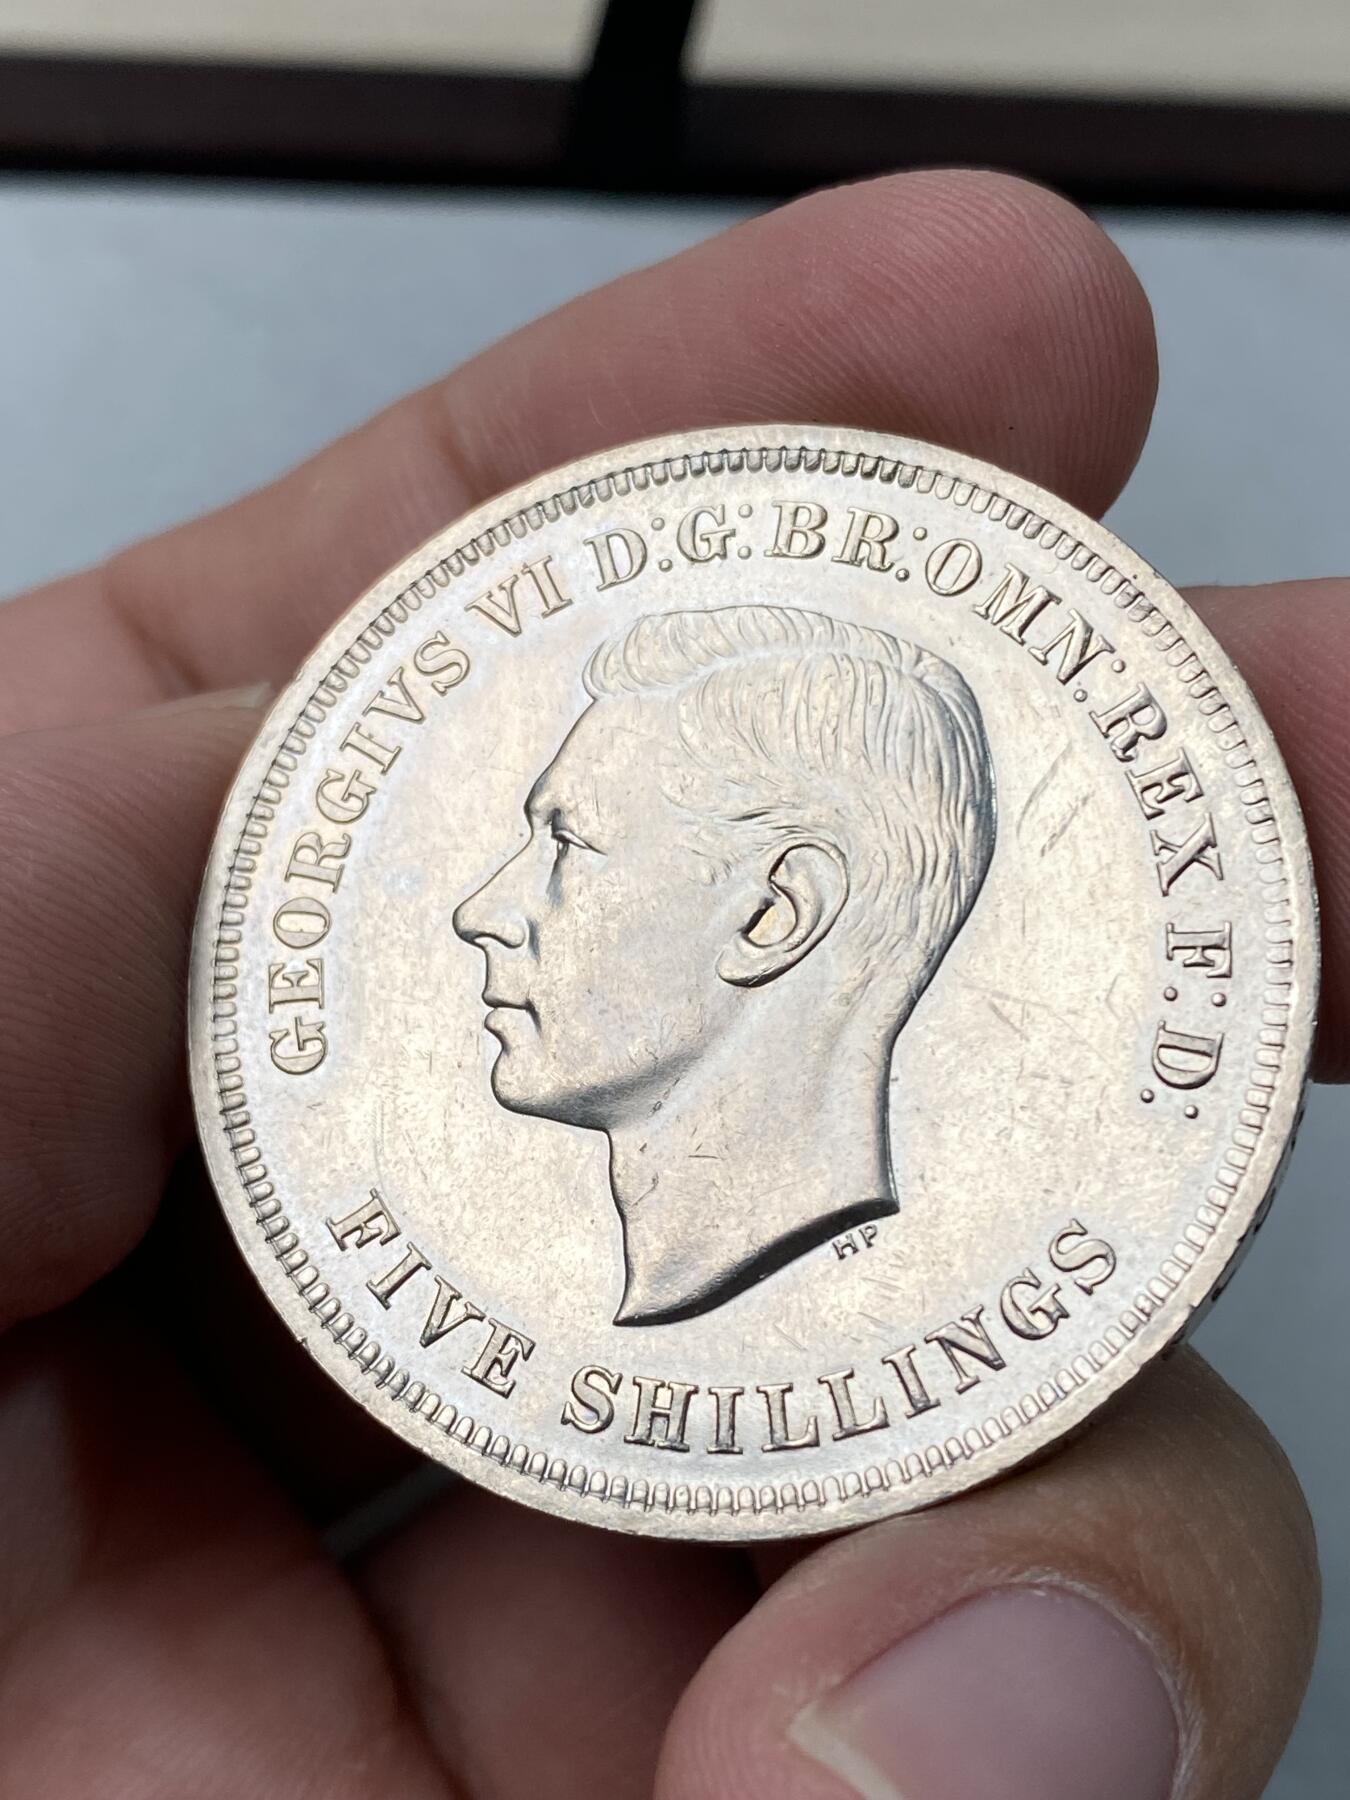 GEORGIVS VI D:G:BR:OMN:REX F:D:
HP
FIVE SHILLINGS